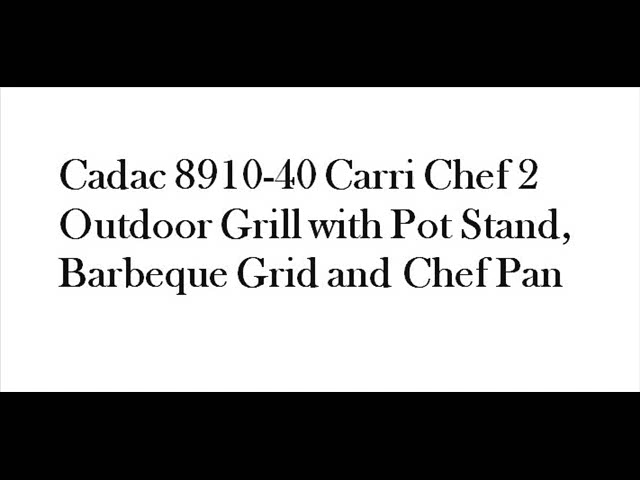 Cadac 8910-40 Carri Chef 2
Outdoor Grill with Pot Stand,
Barbeque Grid and Chef Pan